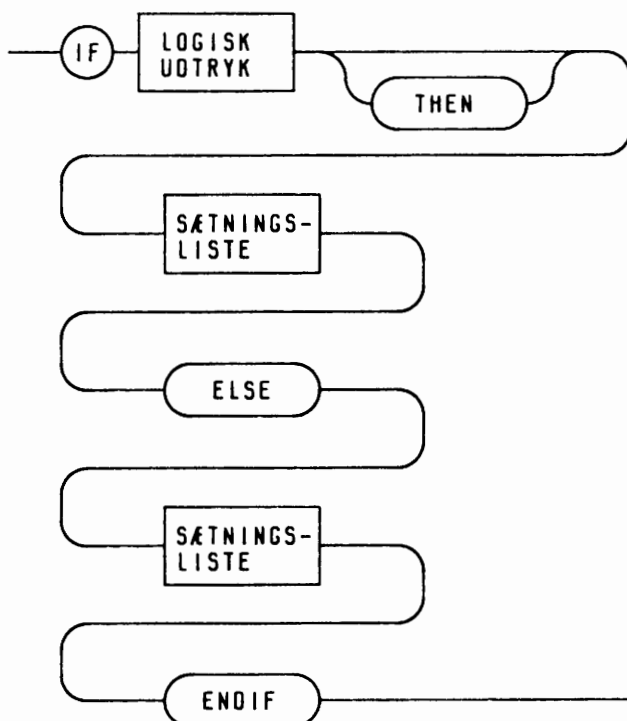 IF
LOGISK
UDTRYK
THEN
SÆTNINGS-
LISTE
ELSE
SÆTNINGS-
LISTE
ENDIF